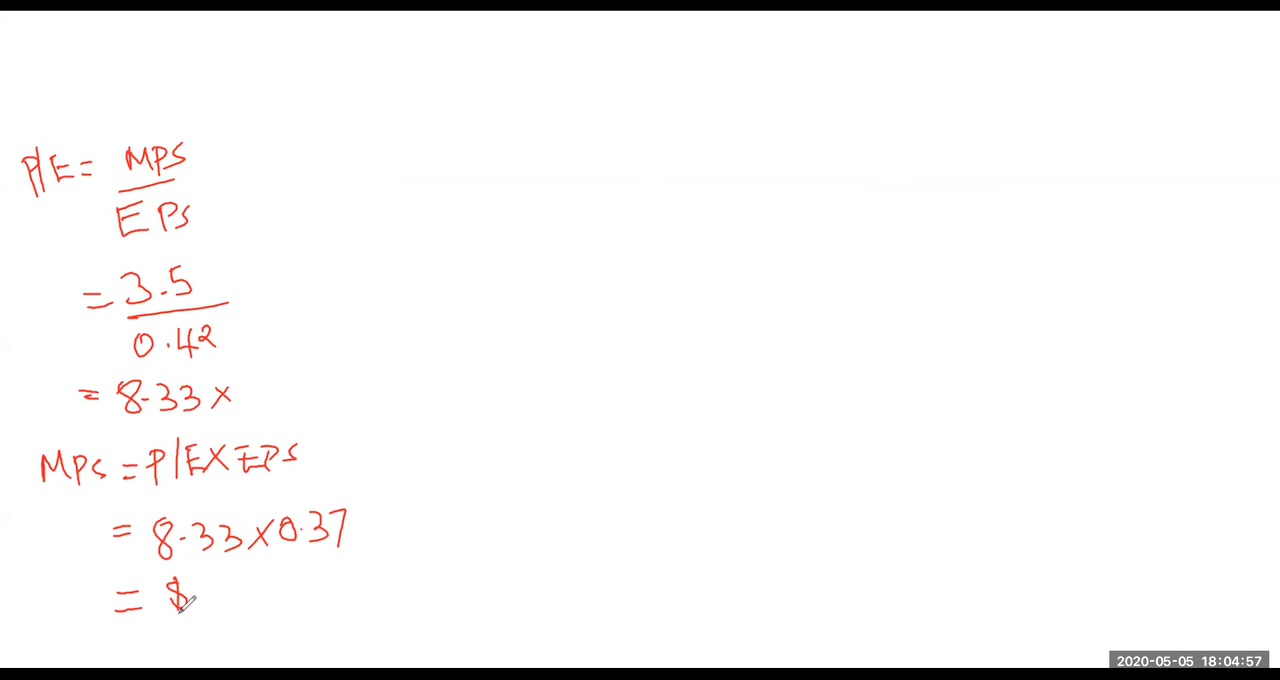 P/E = MPS
EPS
= 3.5
0.42
= 8.33 x
MPS = P/E X EPS
= 8.33 x 0.37
= $
2020-05-05 18:04:57